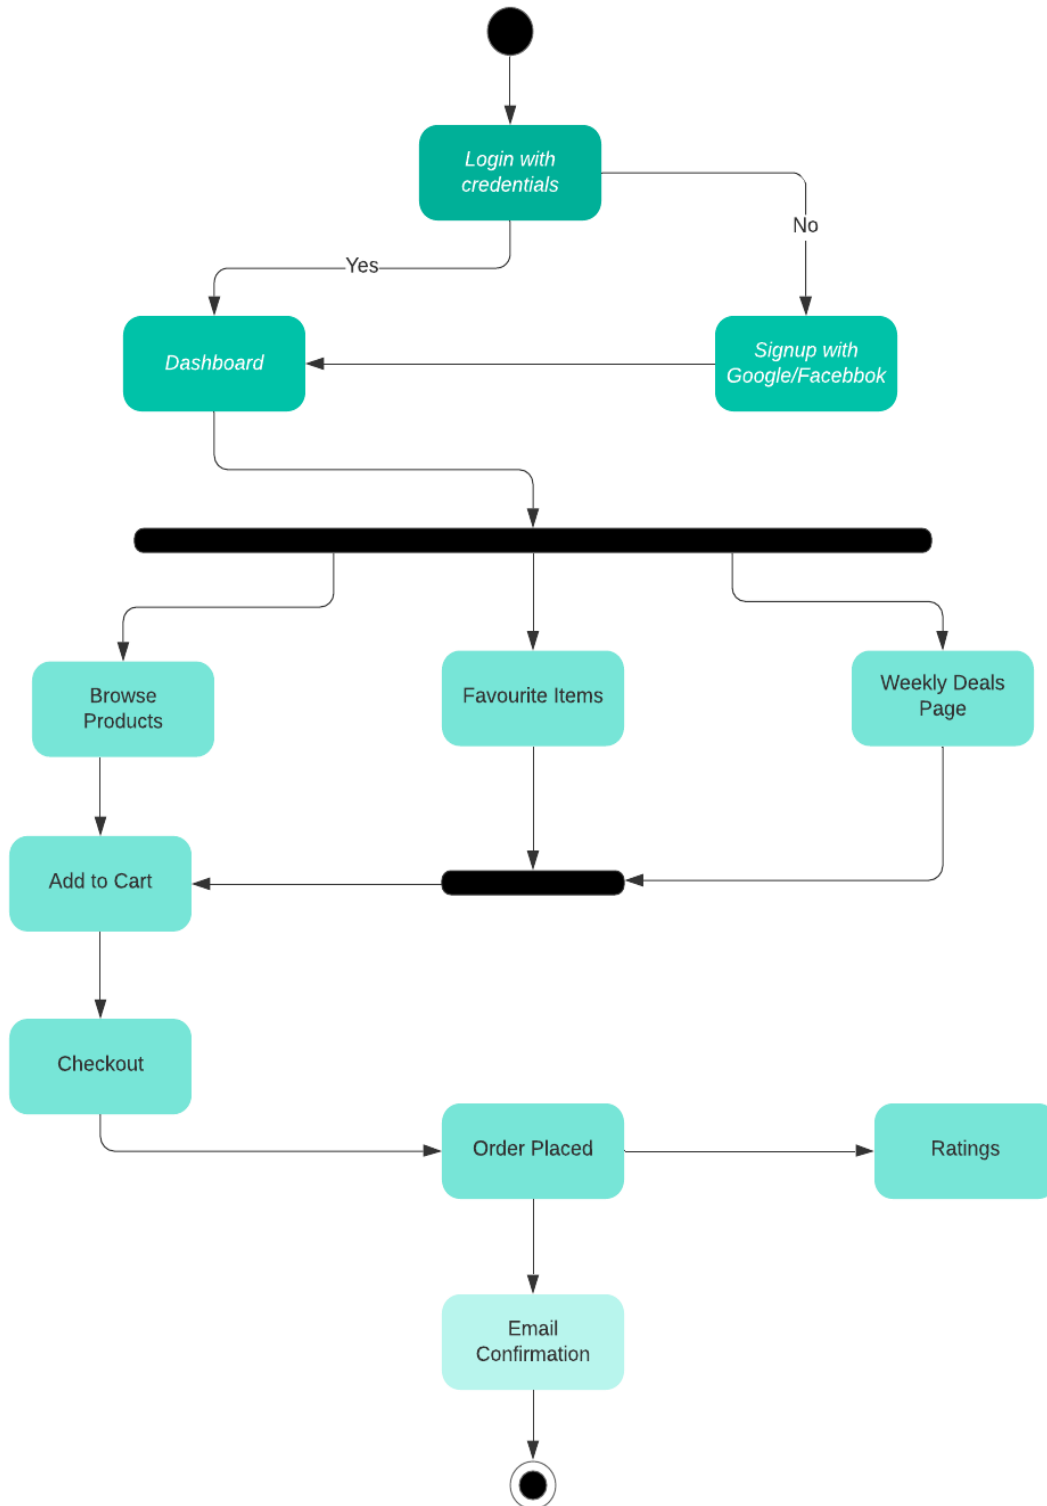 Login with
credentials
No
Yes
Dashboard
Signup with
Google/Facebbok
Browse
Products
Favourite Items
Weekly Deals
Page
Add to Cart
Checkout
Order Placed
Ratings
Email
Confirmation